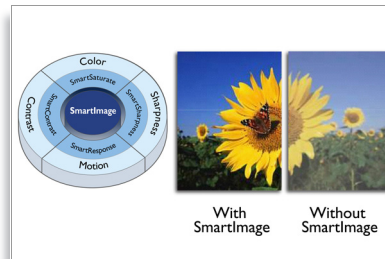 Color
SmartSaturate
Contrast
SmartContrast
SmartImage
SmartSharpness
Sharpness
SmartResponse
Motion
With
SmartImage
Without
SmartImage